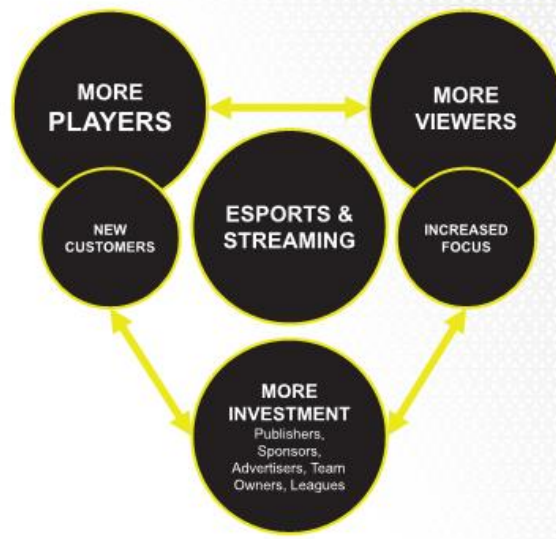 MORE
PLAYERS
MORE
VIEWERS
ESPORTS &
STREAMING
NEW
CUSTOMERS
INCREASED
FOCUS
MORE
INVESTMENT
Publishers,
Sponsors,
Advertisers, Team
Owners, Leagues